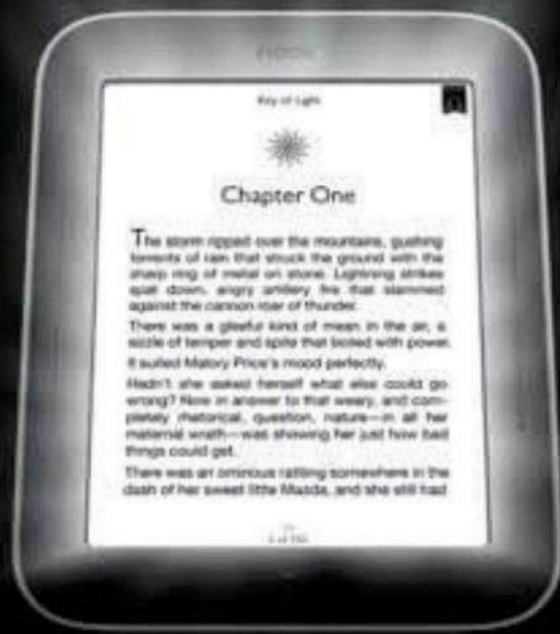 nook
Key of Light
Chapter One
The storm ripped over the mountains, gushing
torrents of rain that struck the ground with the
sharp ring of metal on stone. Lightning strikes
spat down, angry artillery fire that slammed
against the cannon roar of thunder.
There was a gleeful kind of mean in the air, a
sizzle of temper and spite that boiled with power.
It suited Malory Price's mood perfectly.
Hadn't she asked herself what else could go
wrong? Now in answer to that weary, and com-
pletely rhetorical, question, nature—in all her
maternal wrath—was showing her just how bad
things could get.
There was an ominous rattling somewhere in the
dash of her sweet little Mazda, and she still had